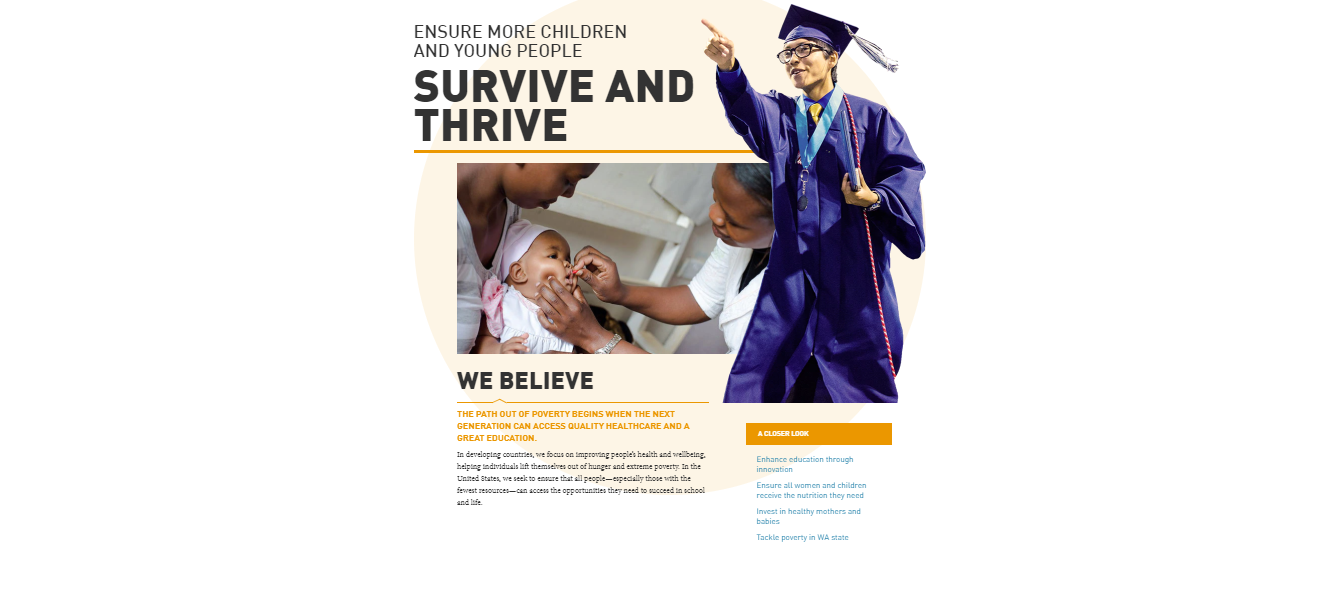 ENSURE MORE CHILDREN
AND YOUNG PEOPLE
SURVIVE AND
THRIVE
WE BELIEVE
THE PATH OUT OF POVERTY BEGINS WHEN THE NEXT
GENERATION CAN ACCESS QUALITY HEALTHCARE AND A
GREAT EDUCATION.
In developing countries, we focus on improving people's health and wellbeing,
helping individuals lift themselves out of hunger and extreme poverty. In the
United States, we seek to ensure that all people—especially those with the
fewest resources—can access the opportunities they need to succeed in school
and life.
A CLOSER LOOK
Enhance education through
innovation
Ensure all women and children
receive the nutrition they need
Invest in healthy mothers and
babies
Tackle poverty in WA state